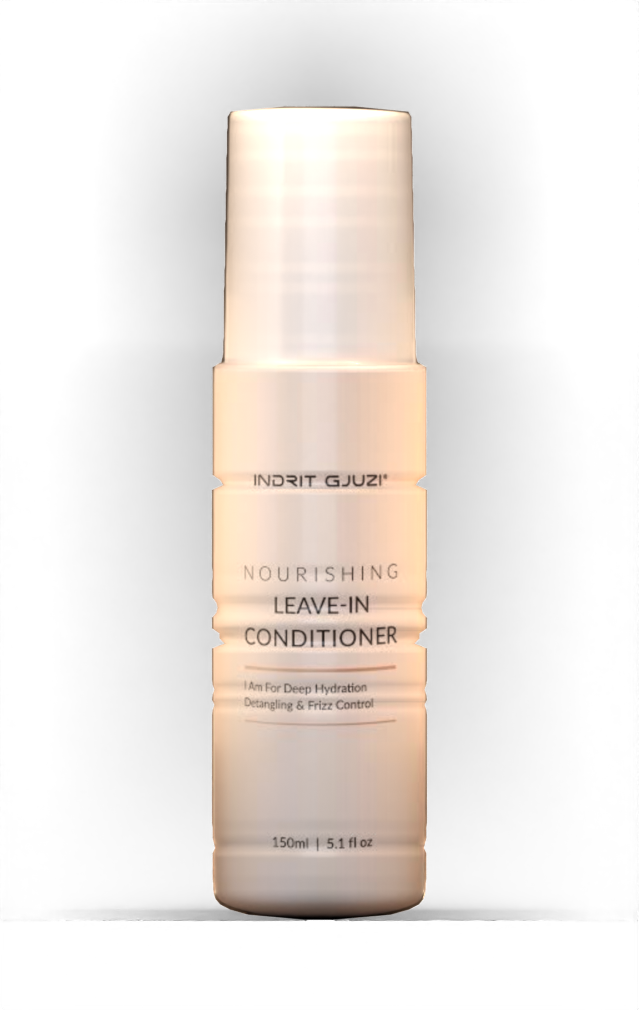 INDRIT GJUZI®
NOURISHING
LEAVE-IN
CONDITIONER
I Am For Deep Hydration
Detangling & Frizz Control
150ml | 5.1 fl oz